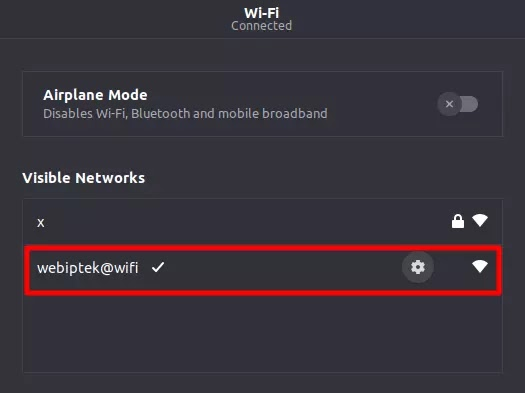 Wi-Fi
Connected
Airplane Mode
Disables Wi-Fi, Bluetooth and mobile broadband
Visible Networks
x
webiptek@wifi